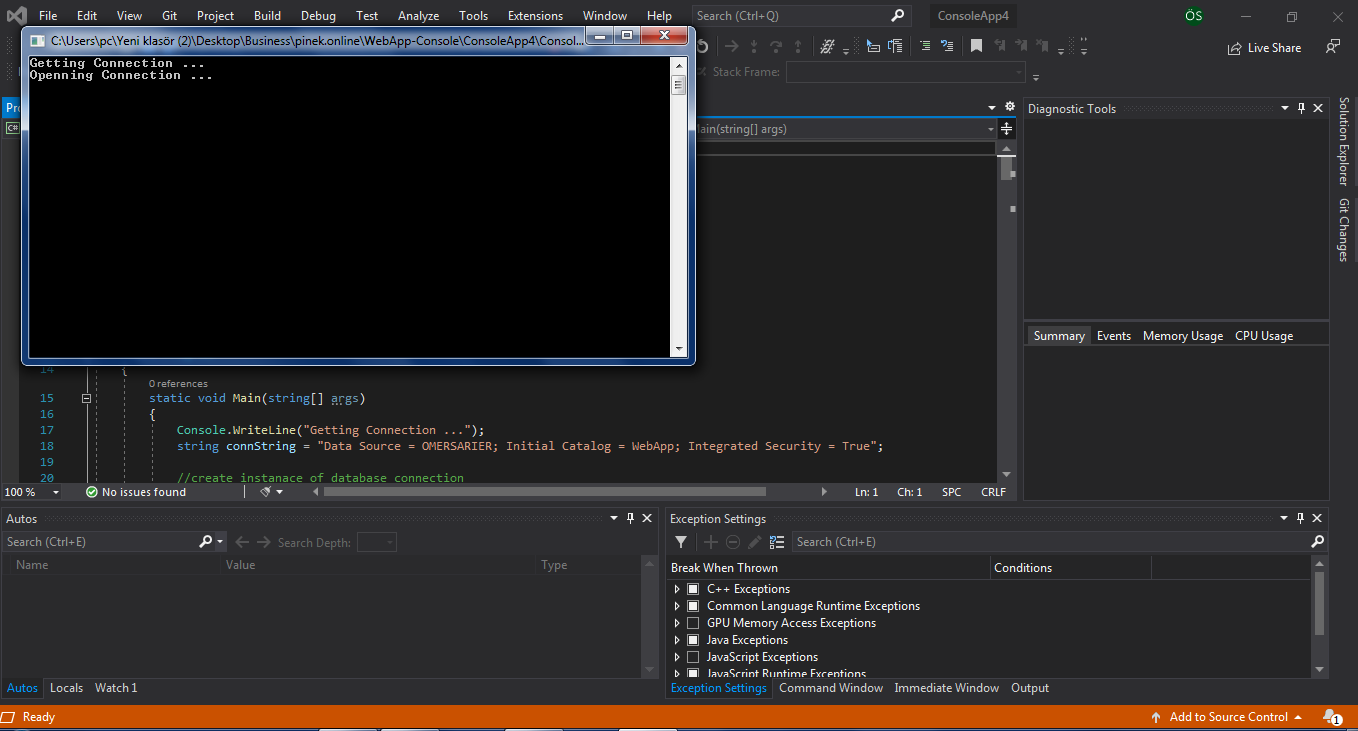 File Edit View Git Project Build Debug Test Analyze Tools Extensions Window Help Search (Ctrl+Q) ConsoleApp4 ÖS
C:\Users\pc\Yeni klasör (2)\Desktop\Business\pinek.online\WebApp-Console\ConsoleApp4\Consol...
Live Share
Getting Connection ...
Openning Connection ...
Stack Frame:
Diagnostic Tools
(string[] args)
Solution Explorer
Git Changes
Summary Events Memory Usage CPU Usage
14 {
0 references
15 static void Main(string[] args)
16 {
17 Console.WriteLine("Getting Connection ...");
18 string connString = "Data Source = OMERSARIER; Initial Catalog = WebApp; Integrated Security = True";
19
20 //create instanace of database connection
100 % No issues found Ln: 1 Ch: 1 SPC CRLF
Autos
Search (Ctrl+E) Search Depth:
Name Value Type
Autos Locals Watch 1
Exception Settings
Search (Ctrl+E)
Break When Thrown Conditions
C++ Exceptions
Common Language Runtime Exceptions
GPU Memory Access Exceptions
Java Exceptions
JavaScript Exceptions
JavaScript Runtime Exceptions
Exception Settings Command Window Immediate Window Output
Ready Add to Source Control 1